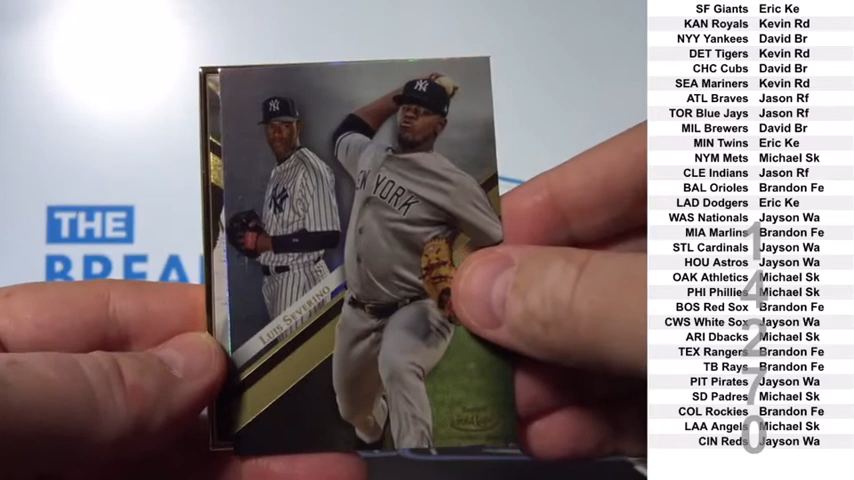 THE
BREA
NY
NEW YORK
LUIS SEVERINO
SF Giants Eric Ke
KAN Royals Kevin Rd
NYY Yankees David Br
DET Tigers Kevin Rd
CHC Cubs David Br
SEA Mariners Kevin Rd
ATL Braves Jason Rf
TOR Blue Jays Jason Rf
MIL Brewers David Br
MIN Twins Eric Ke
NYM Mets Michael Sk
CLE Indians Jason Rf
BAL Orioles Brandon Fe
LAD Dodgers Eric Ke
WAS Nationals Jayson Wa
MIA Marlins Brandon Fe
STL Cardinals Jayson Wa
HOU Astros Jayson Wa
OAK Athletics Michael Sk
PHI Phillies Michael Sk
BOS Red Sox Brandon Fe
CWS White Sox Jayson Wa
ARI Dbacks Michael Sk
TEX Rangers Brandon Fe
TB Rays Brandon Fe
PIT Pirates Jayson Wa
SD Padres Michael Sk
COL Rockies Brandon Fe
LAA Angels Michael Sk
CIN Reds Jayson Wa
1
4
2
7
0